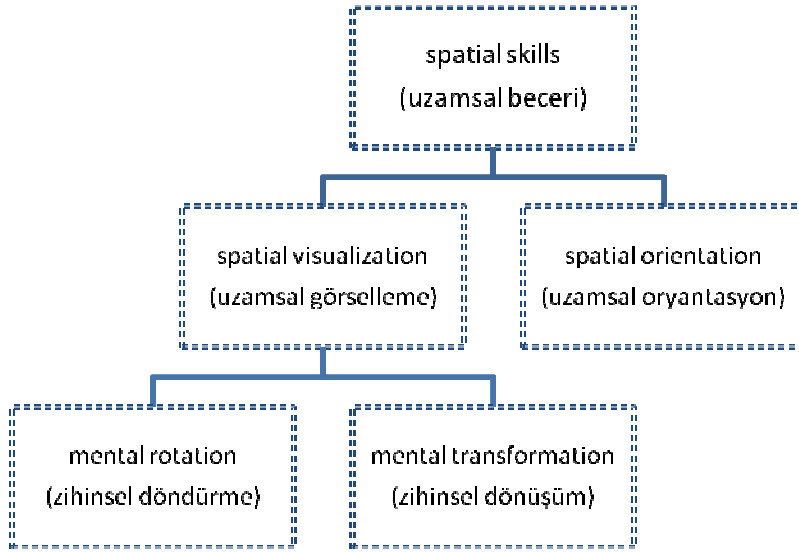 spatial skills
(uzamsal beceri)
spatial visualization
(uzamsal görselleme)
spatial orientation
(uzamsal oryantasyon)
mental rotation
(zihinsel döndürme)
mental transformation
(zihinsel dönüşüm)